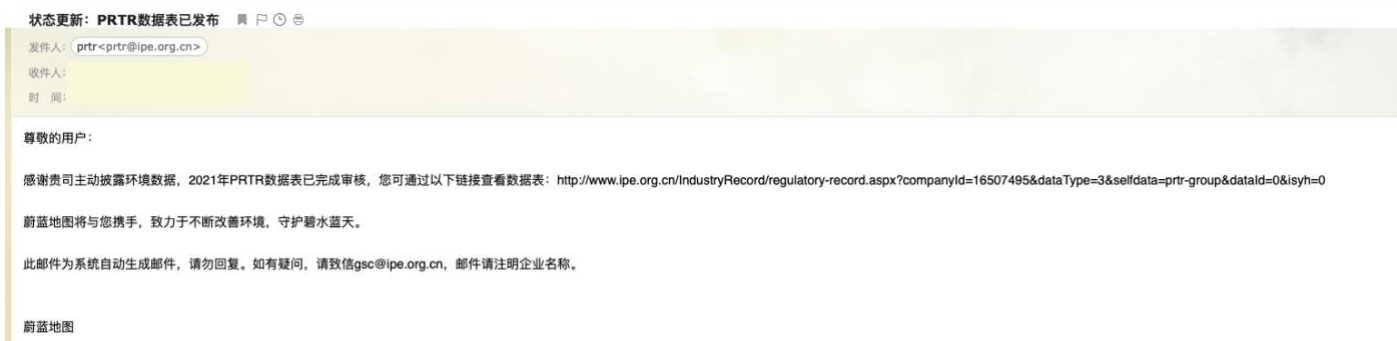 状态更新：PRTR数据表已发布
发件人：prtr<prtr@ipe.org.cn>
收件人：
时 间：
尊敬的用户：
感谢贵司主动披露环境数据，2021年PRTR数据表已完成审核，您可通过以下链接查看数据表：http://www.ipe.org.cn/IndustryRecord/regulatory-record.aspx?companyId=16507495&dataType=3&selfdata=prtr-group&dataId=0&isyh=0
蔚蓝地图将与您携手，致力于不断改善环境，守护碧水蓝天。
此邮件为系统自动生成邮件，请勿回复。如有疑问，请致信gsc@ipe.org.cn，邮件请注明企业名称。
蔚蓝地图